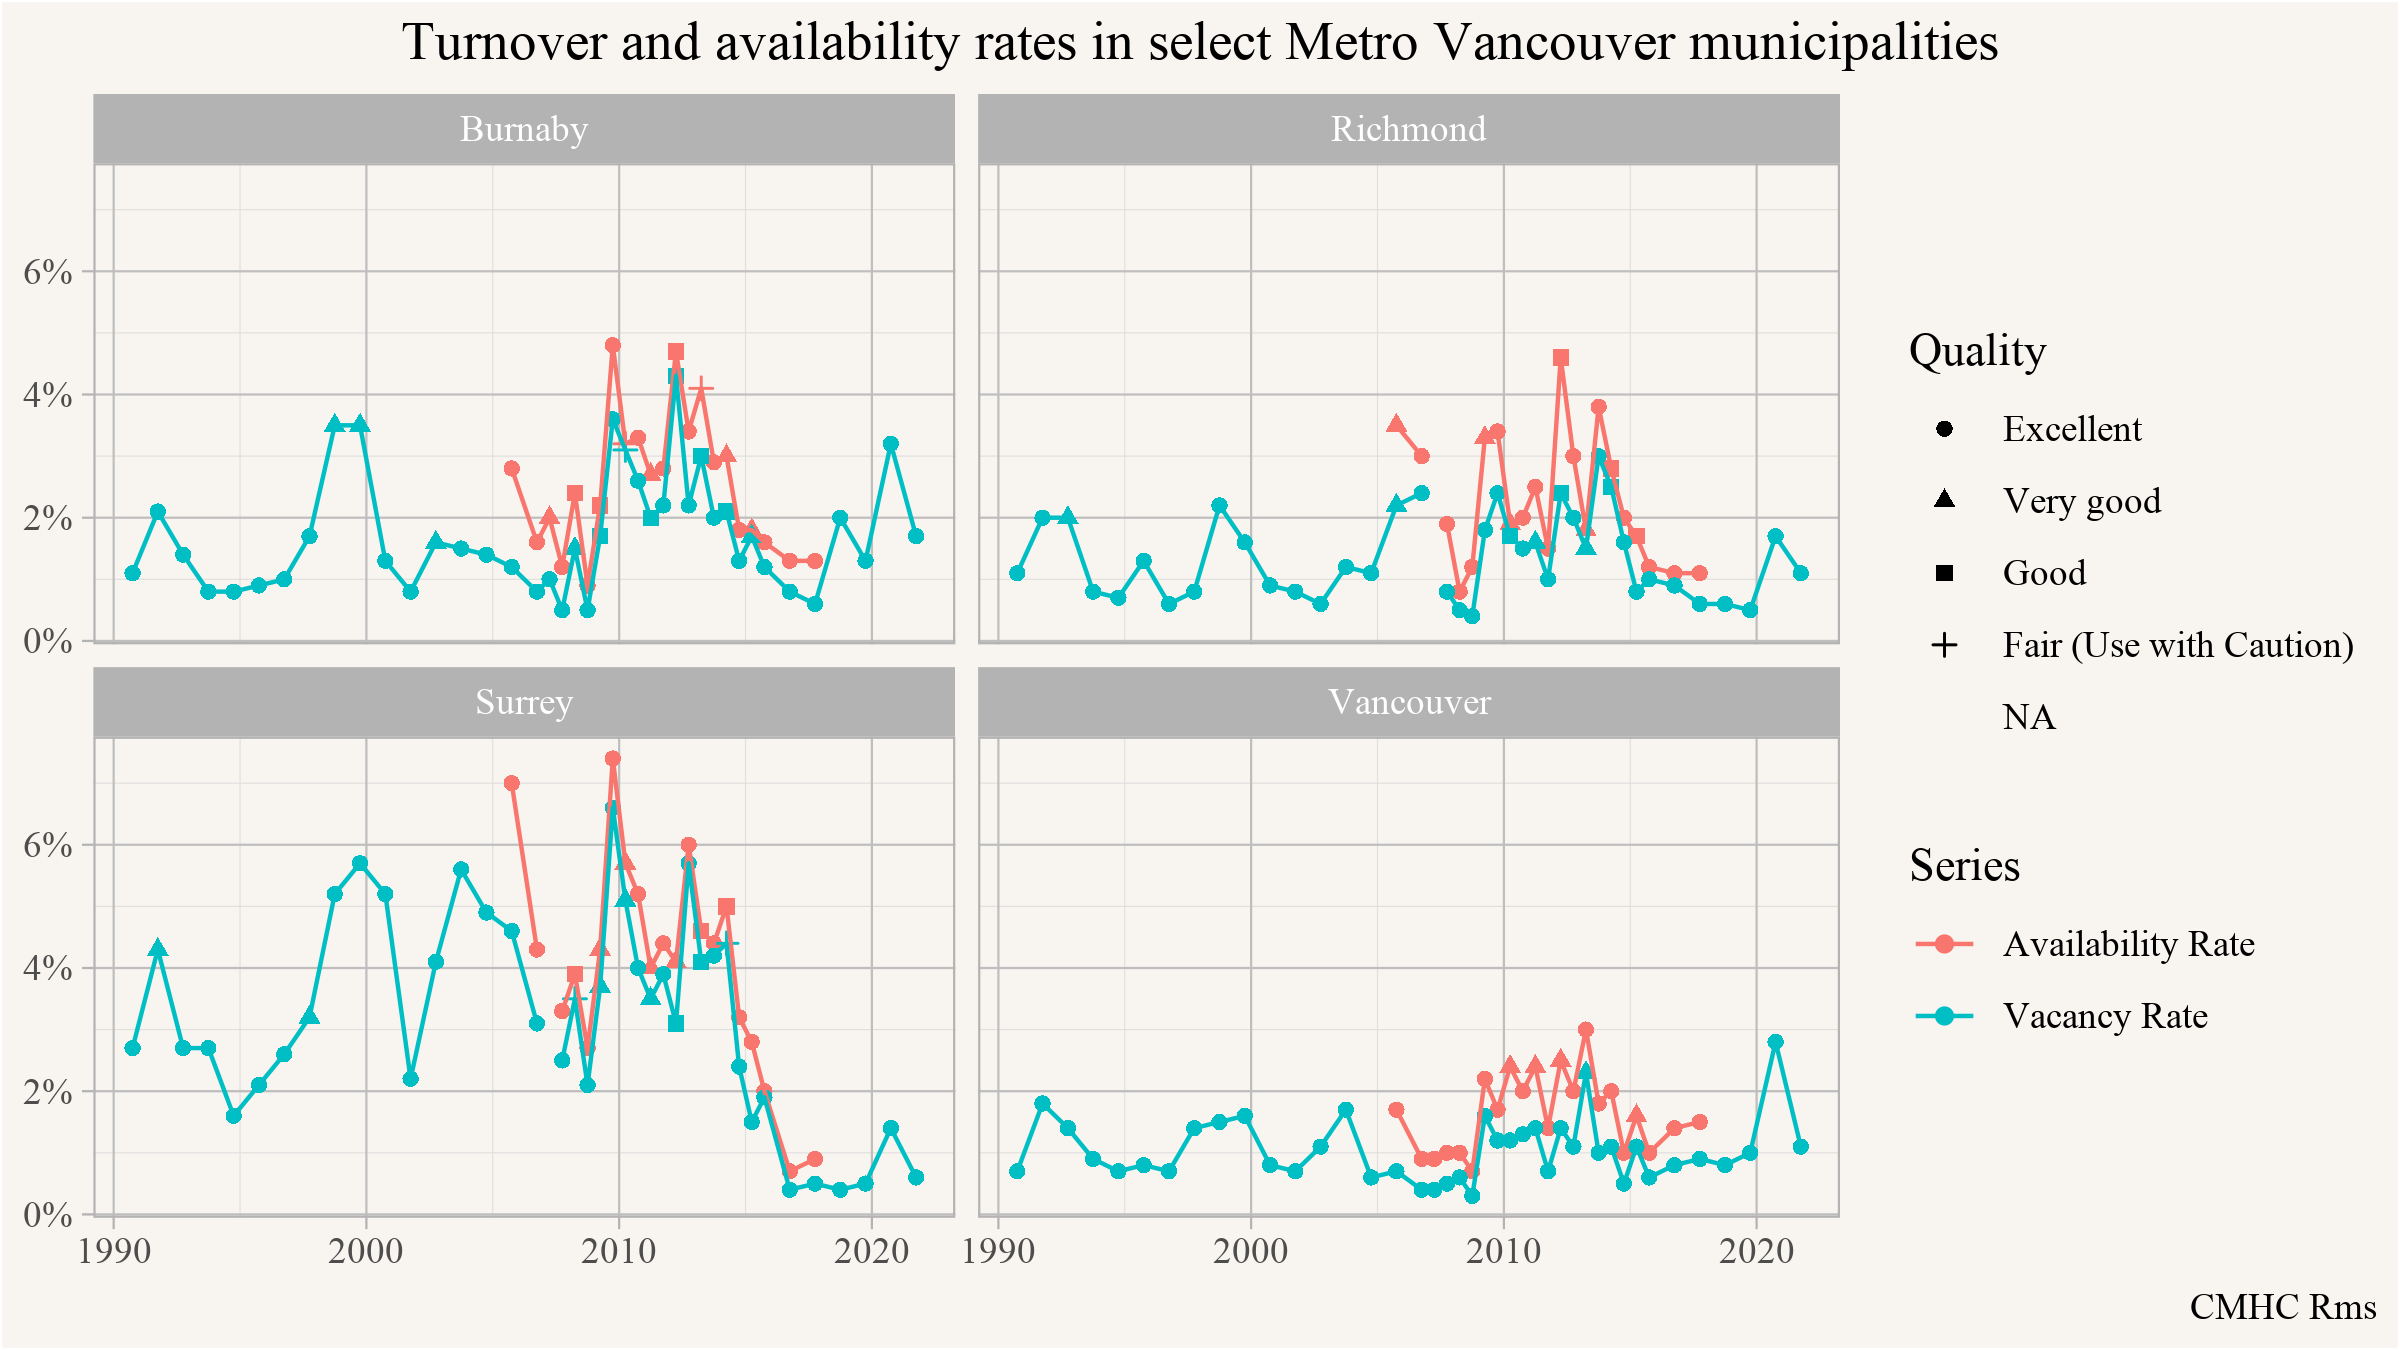 Turnover and availability rates in select Metro Vancouver municipalities
Burnaby
Richmond
6%
4%
2%
0%
Surrey
Vancouver
6%
4%
2%
0%
1990
2000
2010
2020
1990
2000
2010
2020
Quality
Excellent
Very good
Good
Fair (Use with Caution)
NA
Series
Availability Rate
Vacancy Rate
CMHC Rms